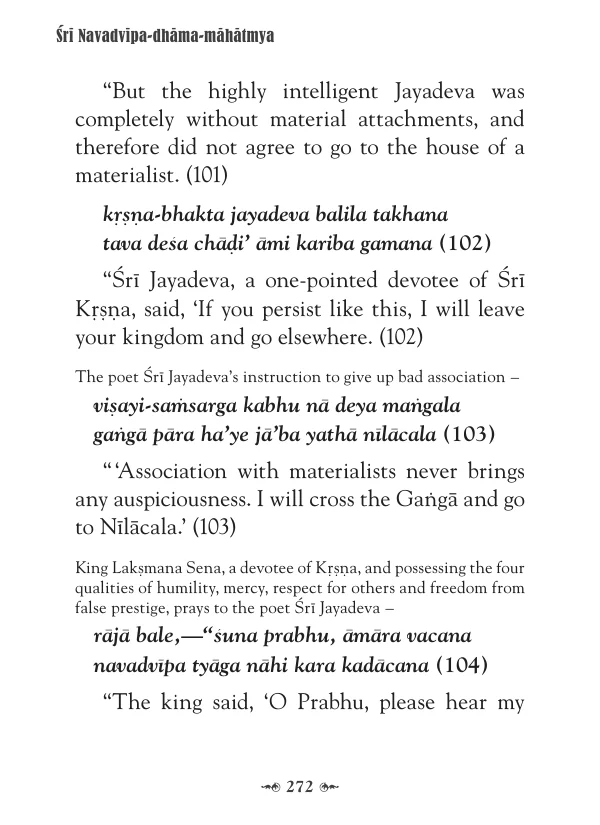 Śrī Navadvīpa-dhāma-māhātmya
“But the highly intelligent Jayadeva was
completely without material attachments, and
therefore did not agree to go to the house of a
materialist. (101)
kṛṣṇa-bhakta jayadeva balila takhana
tava deśa chāḍi’ āmi kariba gamana (102)
“Śrī Jayadeva, a one-pointed devotee of Śrī
Kṛṣṇa, said, ‘If you persist like this, I will leave
your kingdom and go elsewhere. (102)
The poet Śrī Jayadeva’s instruction to give up bad association –
viṣayi-saṁsarga kabhu nā deya maṅgala
gaṅgā pāra ha’ye jā’ba yathā nīlācala (103)
“ ‘Association with materialists never brings
any auspiciousness. I will cross the Gaṅgā and go
to Nīlācala.’ (103)
King Lakṣmana Sena, a devotee of Kṛṣṇa, and possessing the four
qualities of humility, mercy, respect for others and freedom from
false prestige, prays to the poet Śrī Jayadeva –
rājā bale,—“śuna prabhu, āmāra vacana
navadvīpa tyāga nāhi kara kadācana (104)
“The king said, ‘O Prabhu, please hear my
272